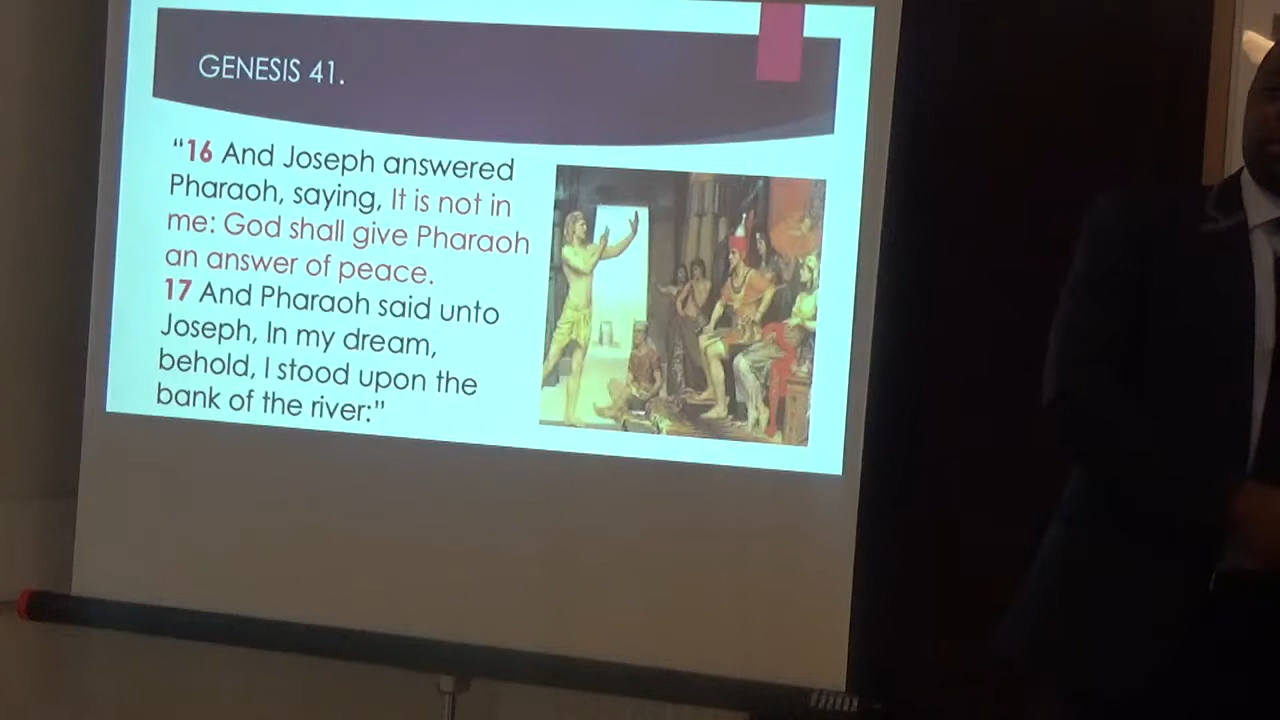 GENESIS 41.
“16 And Joseph answered
Pharaoh, saying, It is not in
me: God shall give Pharaoh
an answer of peace.
17 And Pharaoh said unto
Joseph, In my dream,
behold, I stood upon the
bank of the river:”